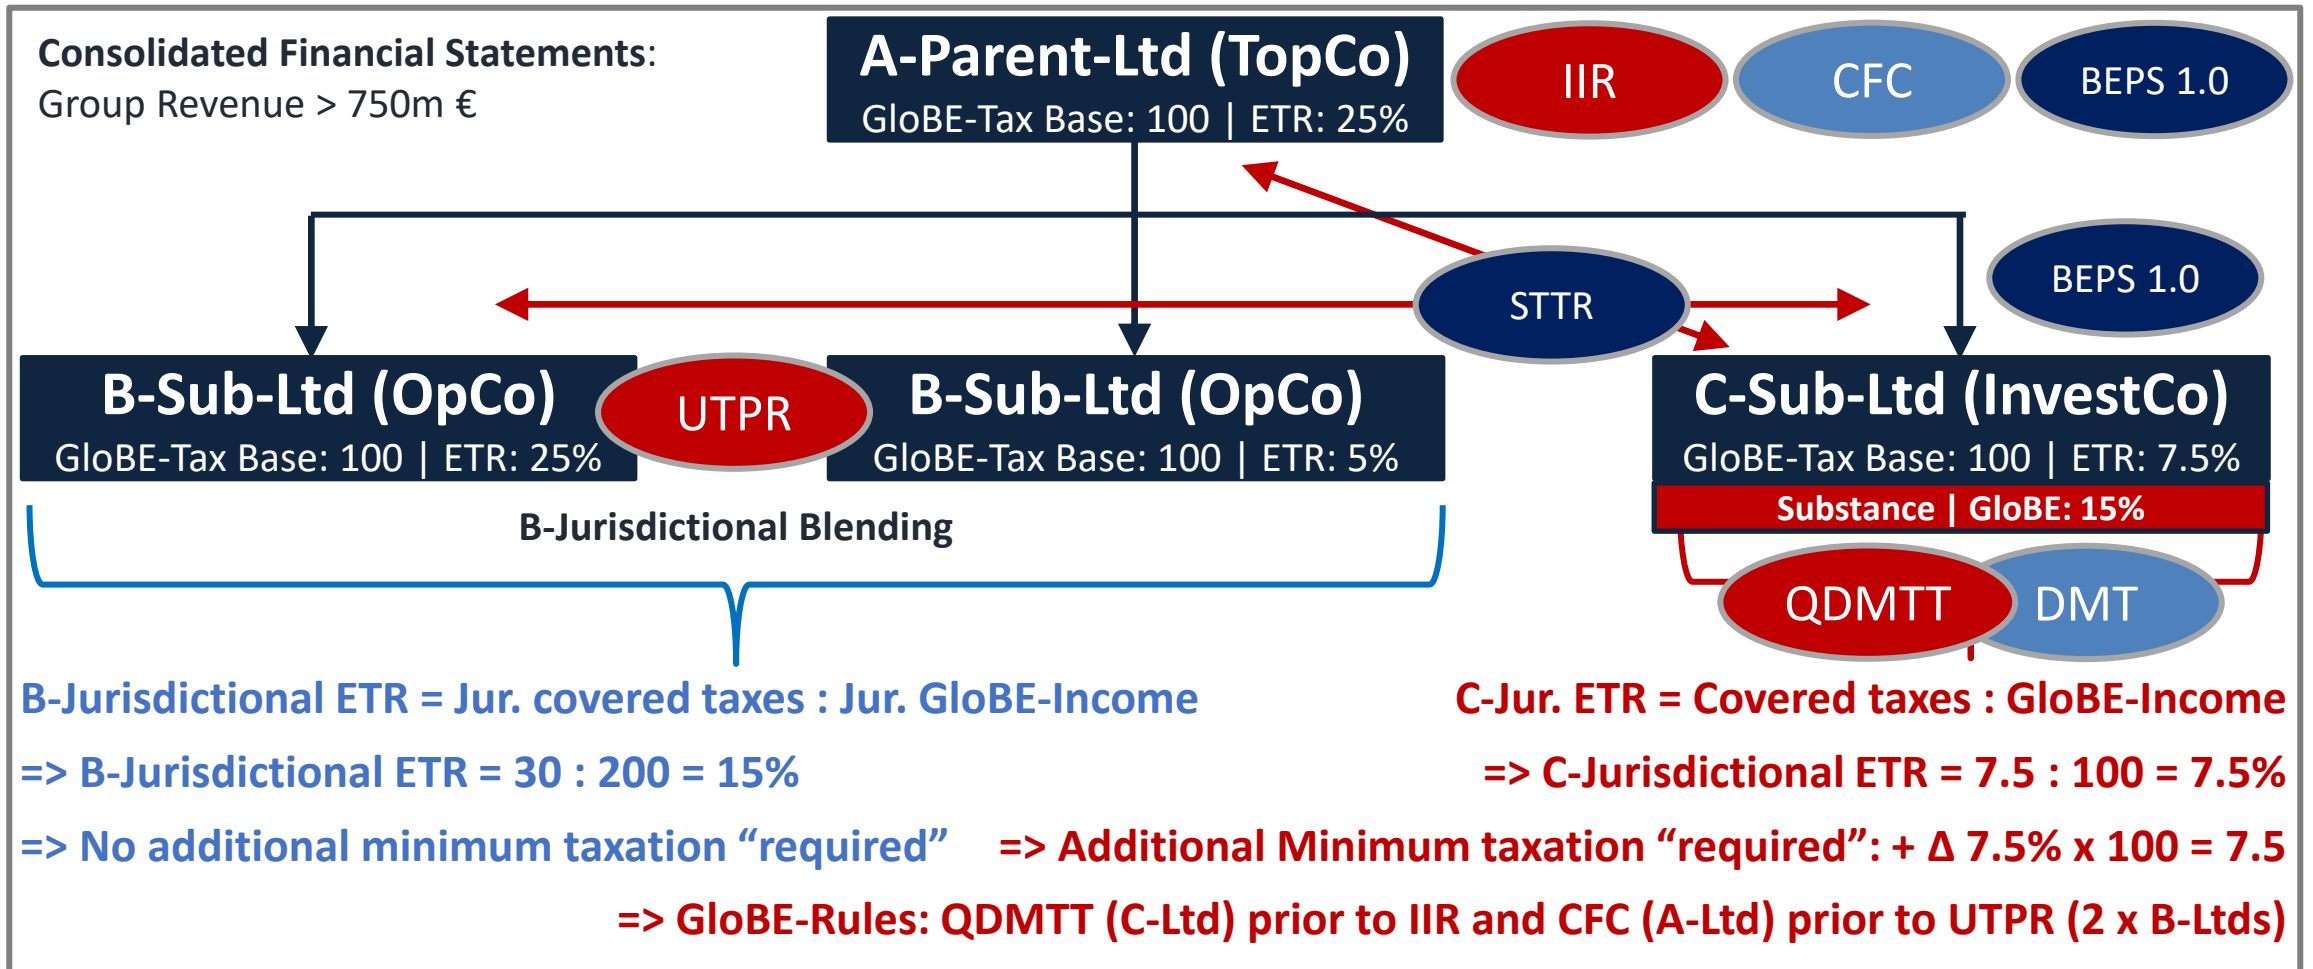 Consolidated Financial Statements:
Group Revenue > 750m €
A-Parent-Ltd (TopCo)
GloBE-Tax Base: 100 | ETR: 25%
IIR
CFC
BEPS 1.0
BEPS 1.0
STTR
B-Sub-Ltd (OpCo)
GloBE-Tax Base: 100 | ETR: 25%
UTPR
B-Sub-Ltd (OpCo)
GloBE-Tax Base: 100 | ETR: 5%
C-Sub-Ltd (InvestCo)
GloBE-Tax Base: 100 | ETR: 7.5%
Substance | GloBE: 15%
B-Jurisdictional Blending
QDMTT
DMT
B-Jurisdictional ETR = Jur. covered taxes : Jur. GloBE-Income
=> B-Jurisdictional ETR = 30 : 200 = 15%
=> No additional minimum taxation “required”
C-Jur. ETR = Covered taxes : GloBE-Income
=> C-Jurisdictional ETR = 7.5 : 100 = 7.5%
=> Additional Minimum taxation “required”: + Δ 7.5% x 100 = 7.5
=> GloBE-Rules: QDMTT (C-Ltd) prior to IIR and CFC (A-Ltd) prior to UTPR (2 x B-Ltds)